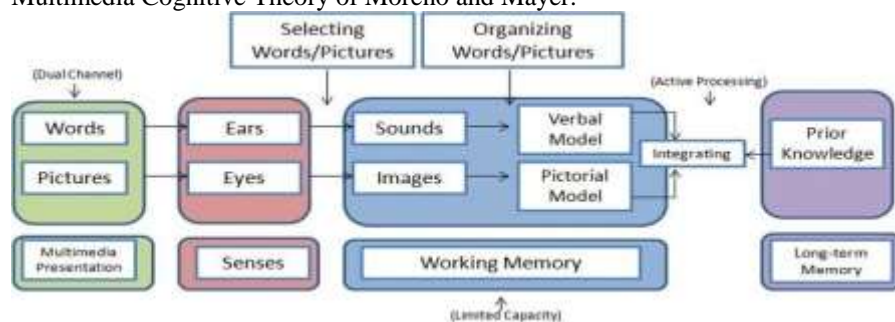 Multimedia Cognitive Theory of Moreno and Mayer.
Selecting
Words/Pictures
Organizing
Words/Pictures
(Dual Channel)
(Active Processing)
Words
Ears
Sounds
Verbal
Model
Integrating
Prior
Knowledge
Pictures
Eyes
Images
Pictorial
Model
Multimedia
Presentation
Senses
Working Memory
Long-term
Memory
(Limited Capacity)